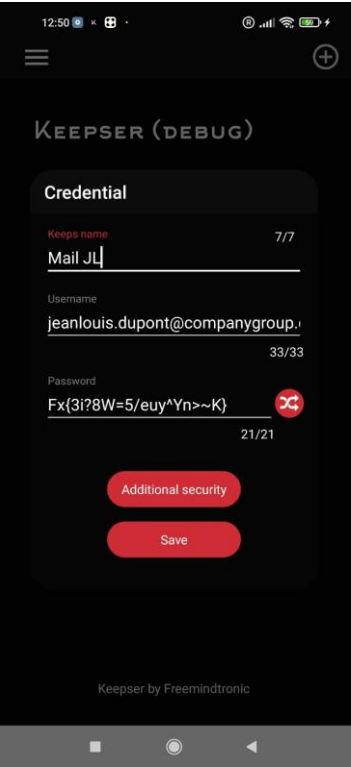 12:50
KEEPSER (DEBUG)
Credential
Keeps name
7/7
Mail JL
Username
jeanlouis.dupont@companygroup.
33/33
Password
Fx{3i?8W=5/euy^Yn>~K}
21/21
Additional security
Save
Keepser by Freemindtronic